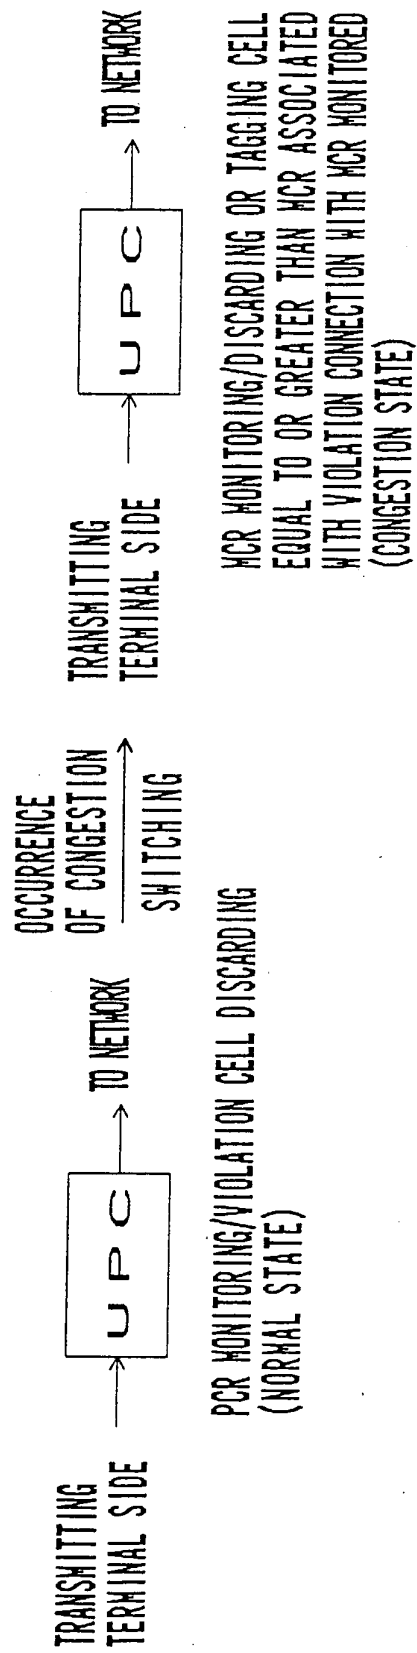 TRANSMITTING
TERMINAL SIDE
U P C
TO NETWORK
PCR MONITORING/VIOLATION CELL DISCARDING
(NORMAL STATE)
OCCURRENCE
OF CONGESTION
SWITCHING
TRANSMITTING
TERMINAL SIDE
U P C
TO NETWORK
MCR MONITORING/DISCARDING OR TAGGING CELL
EQUAL TO OR GREATER THAN MCR ASSOCIATED
WITH VIOLATION CONNECTION WITH MCR MONITORED
(CONGESTION STATE)